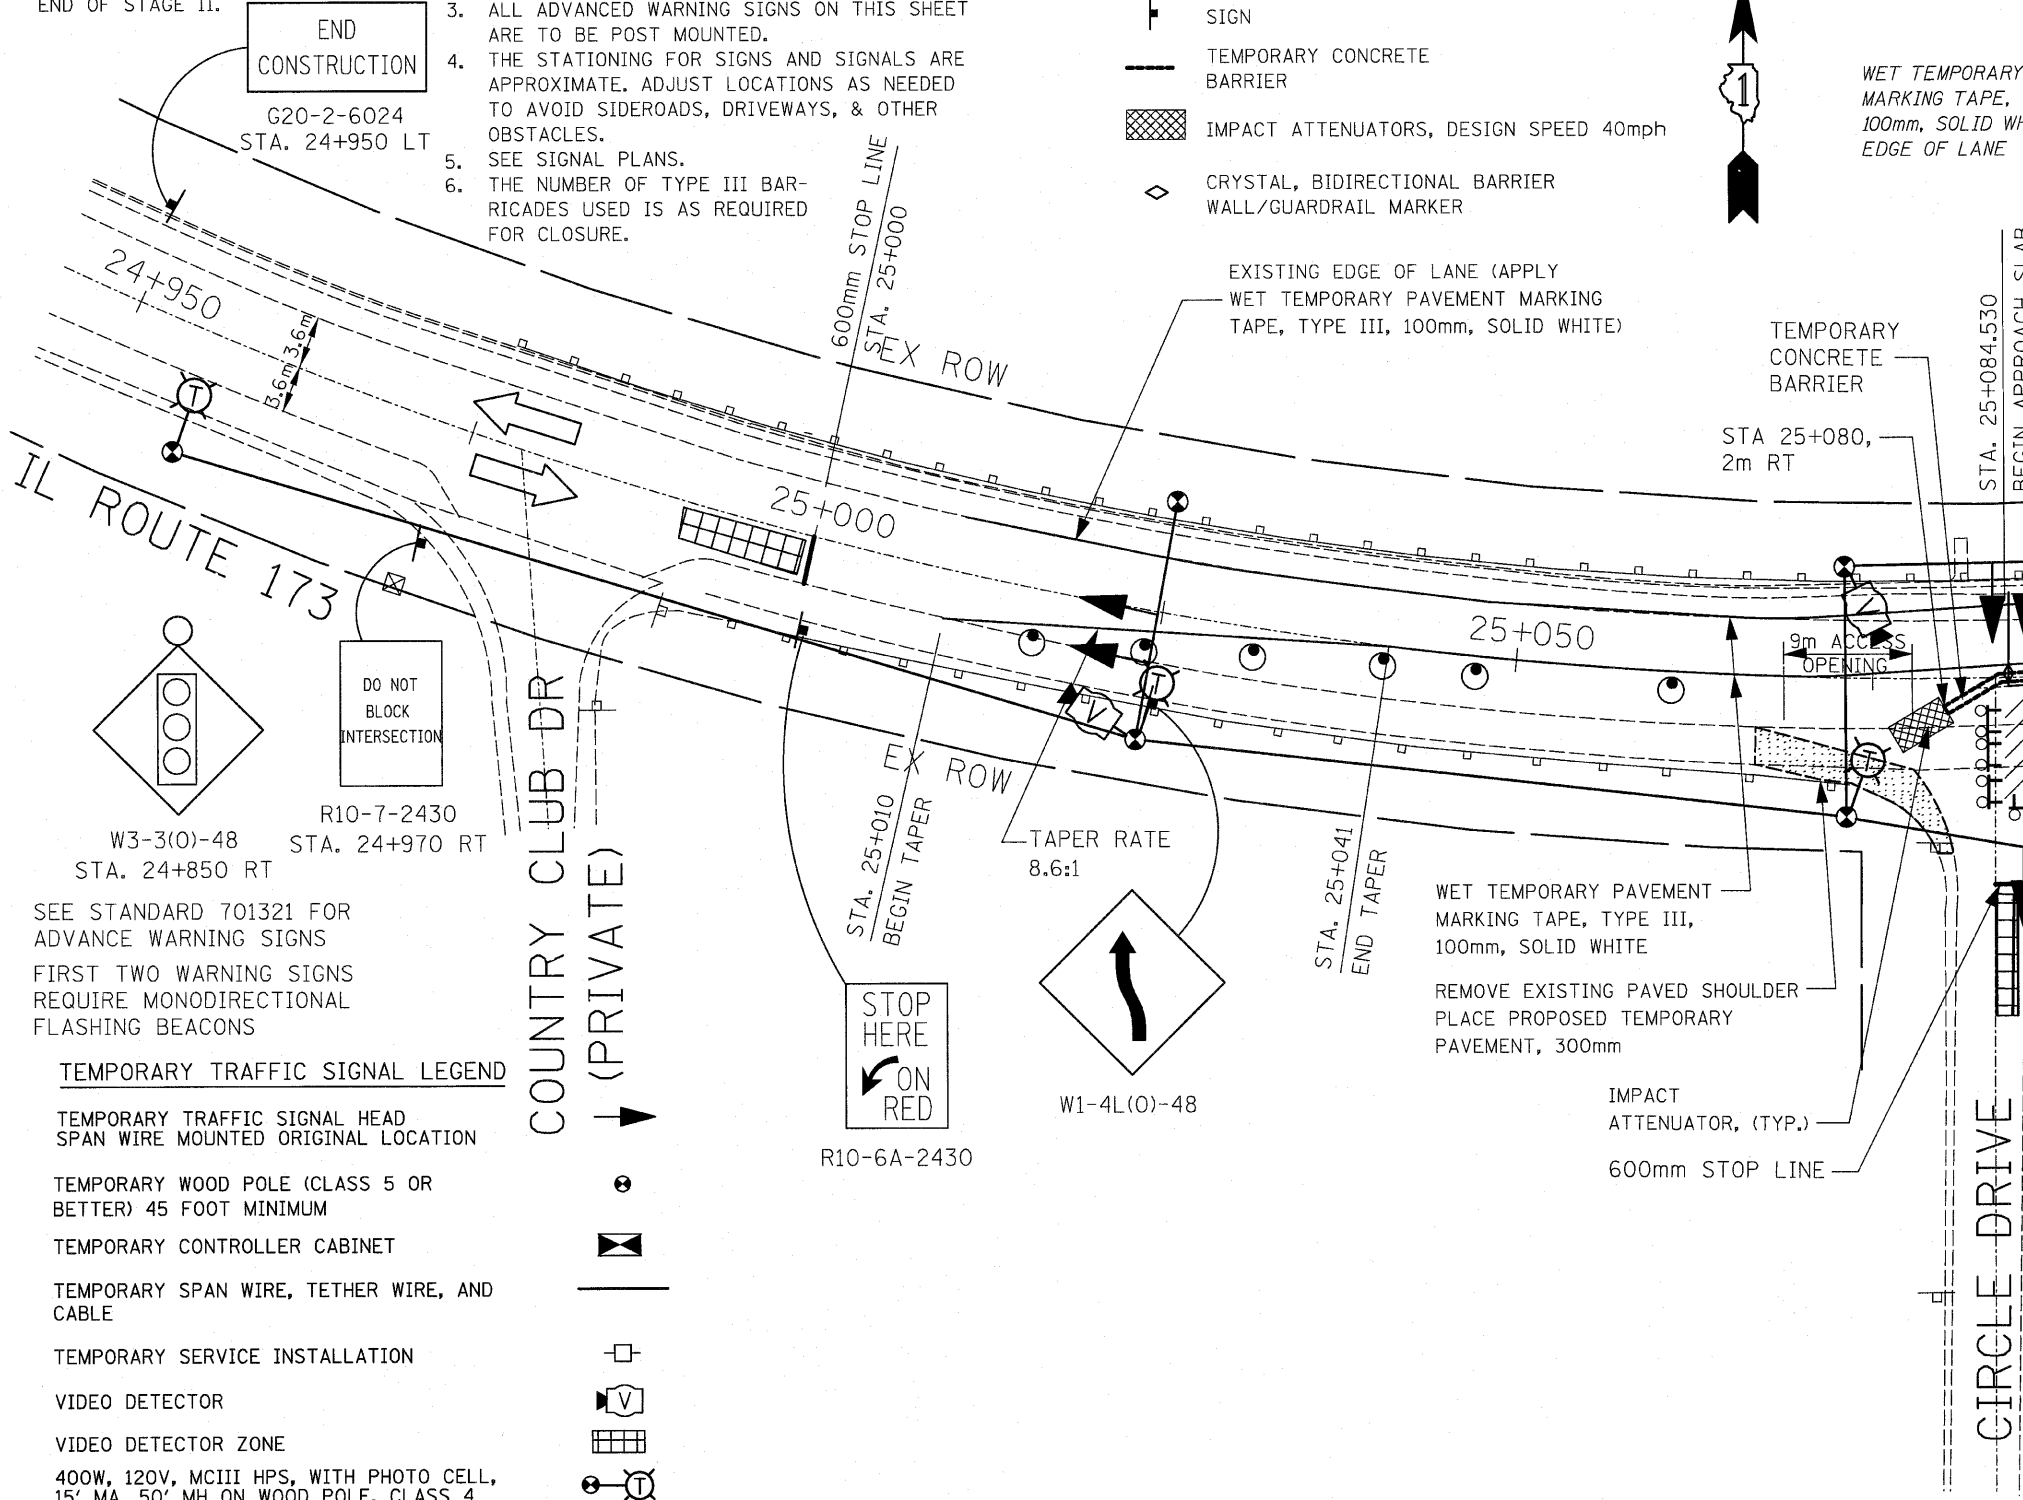 END OF STAGE II.
END
CONSTRUCTION
G20-2-6024
STA. 24+950 LT
3. ALL ADVANCED WARNING SIGNS ON THIS SHEET
ARE TO BE POST MOUNTED.
4. THE STATIONING FOR SIGNS AND SIGNALS ARE
APPROXIMATE. ADJUST LOCATIONS AS NEEDED
TO AVOID SIDEROADS, DRIVEWAYS, & OTHER
OBSTACLES.
5. SEE SIGNAL PLANS.
6. THE NUMBER OF TYPE III BAR-
RICADES USED IS AS REQUIRED
FOR CLOSURE.
SIGN
TEMPORARY CONCRETE
BARRIER
IMPACT ATTENUATORS, DESIGN SPEED 40mph
CRYSTAL, BIDIRECTIONAL BARRIER
WALL/GUARDRAIL MARKER
1
WET TEMPORARY
MARKING TAPE,
100mm, SOLID WH
EDGE OF LANE
600mm STOP LINE
STA. 25+000
EX ROW
EXISTING EDGE OF LANE (APPLY
WET TEMPORARY PAVEMENT MARKING
TAPE, TYPE III, 100mm, SOLID WHITE)
TEMPORARY
CONCRETE
BARRIER
STA 25+080,
2m RT
STA. 25+084.530
BEGIN APPROACH SLAB
24+950
3.6m
3.6m
T
IL ROUTE 173
25+000
25+050
9m ACCESS
OPENING
V
T
V
T
EX ROW
DO NOT
BLOCK
INTERSECTION
R10-7-2430
STA. 24+970 RT
W3-3(O)-48
STA. 24+850 RT
SEE STANDARD 701321 FOR
ADVANCE WARNING SIGNS
FIRST TWO WARNING SIGNS
REQUIRE MONODIRECTIONAL
FLASHING BEACONS
COUNTRY CLUB DR
(PRIVATE)
STA. 25+010
BEGIN TAPER
TAPER RATE
8.6:1
STA. 25+041
END TAPER
STOP
HERE
ON
RED
R10-6A-2430
W1-4L(O)-48
WET TEMPORARY PAVEMENT
MARKING TAPE, TYPE III,
100mm, SOLID WHITE
REMOVE EXISTING PAVED SHOULDER
PLACE PROPOSED TEMPORARY
PAVEMENT, 300mm
IMPACT
ATTENUATOR, (TYP.)
600mm STOP LINE
CIRCLE DRIVE
TEMPORARY TRAFFIC SIGNAL LEGEND
TEMPORARY TRAFFIC SIGNAL HEAD
SPAN WIRE MOUNTED ORIGINAL LOCATION
TEMPORARY WOOD POLE (CLASS 5 OR
BETTER) 45 FOOT MINIMUM
TEMPORARY CONTROLLER CABINET
TEMPORARY SPAN WIRE, TETHER WIRE, AND
CABLE
TEMPORARY SERVICE INSTALLATION
VIDEO DETECTOR
V
VIDEO DETECTOR ZONE
400W, 120V, MCIII HPS, WITH PHOTO CELL,
15' MA, 50' MH ON WOOD POLE, CLASS 4
T